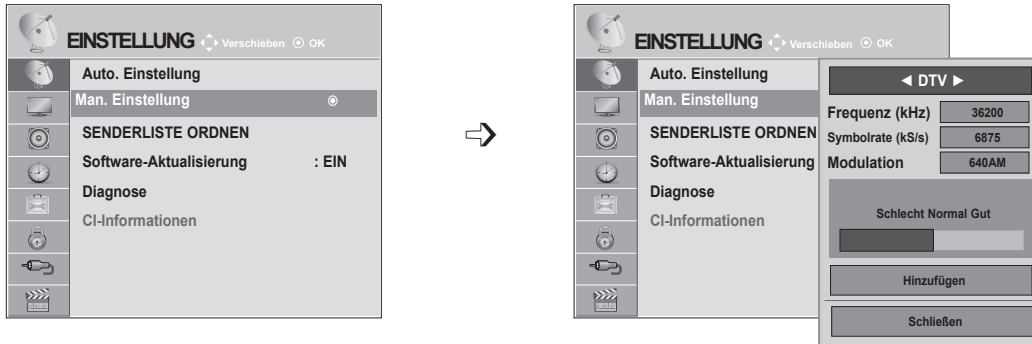 EINSTELLUNG Verschieben OK
Auto. Einstellung
Man. Einstellung
SENDERLISTE ORDNEN
Software-Aktualisierung : EIN
Diagnose
CI-Informationen
EINSTELLUNG Verschieben OK
Auto. Einstellung
Man. Einstellung
SENDERLISTE ORDNEN
Software-Aktualisierung
Diagnose
CI-Informationen
◄ DTV ►
Frequenz (kHz) 36200
Symbolrate (kS/s) 6875
Modulation 640AM
Schlecht Normal Gut
Hinzufügen
Schließen